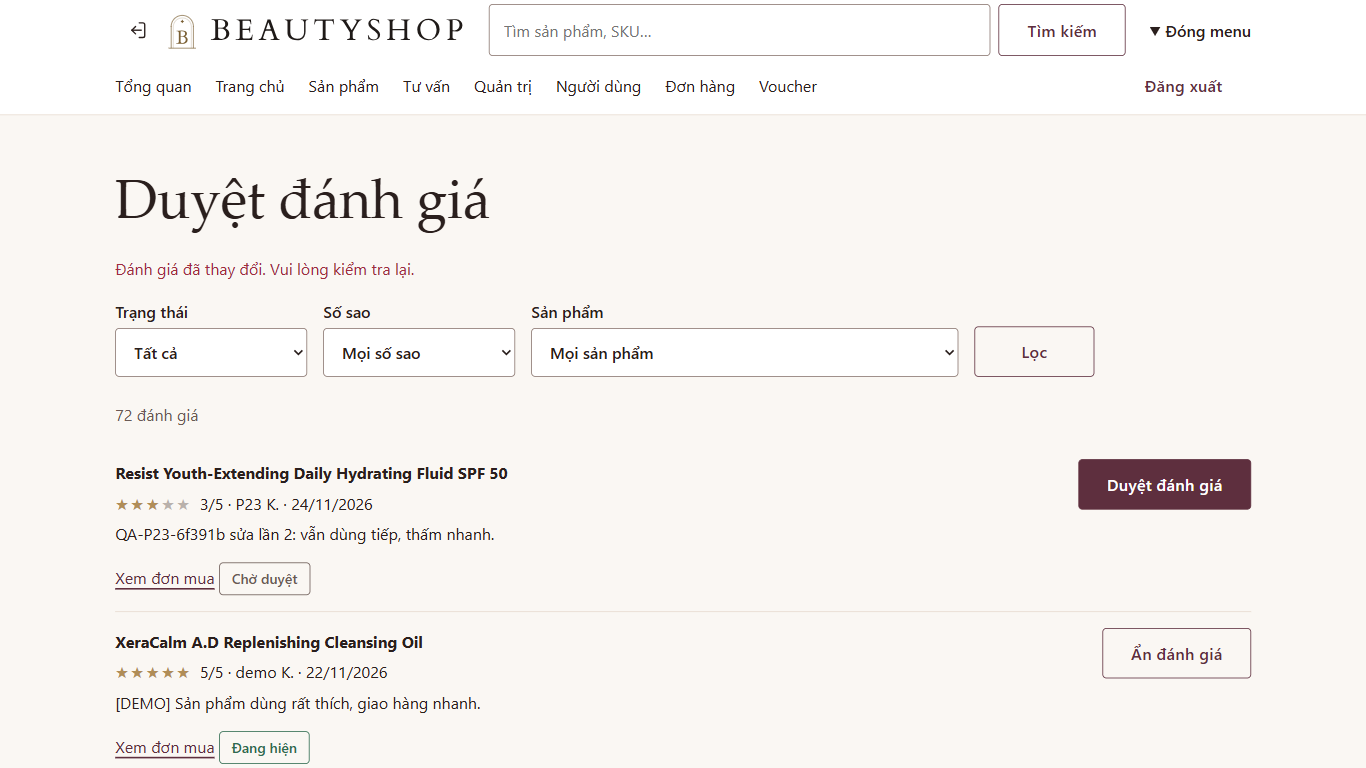 B BEAUTYSHOP
Tìm sản phẩm, SKU...
Tìm kiếm
▼ Đóng menu
Tổng quan Trang chủ Sản phẩm Tư vấn Quản trị Người dùng Đơn hàng Voucher Đăng xuất
Duyệt đánh giá
Đánh giá đã thay đổi. Vui lòng kiểm tra lại.
Trạng thái Số sao Sản phẩm
Tất cả Mọi số sao Mọi sản phẩm Lọc
72 đánh giá
Resist Youth-Extending Daily Hydrating Fluid SPF 50
Duyệt đánh giá
★★★★★ 3/5 · P23 K. · 24/11/2026
QA-P23-6f391b sửa lần 2: vẫn dùng tiếp, thấm nhanh.
Xem đơn mua Chờ duyệt
XeraCalm A.D Replenishing Cleansing Oil
Ẩn đánh giá
★★★★★ 5/5 · demo K. · 22/11/2026
[DEMO] Sản phẩm dùng rất thích, giao hàng nhanh.
Xem đơn mua Đang hiện